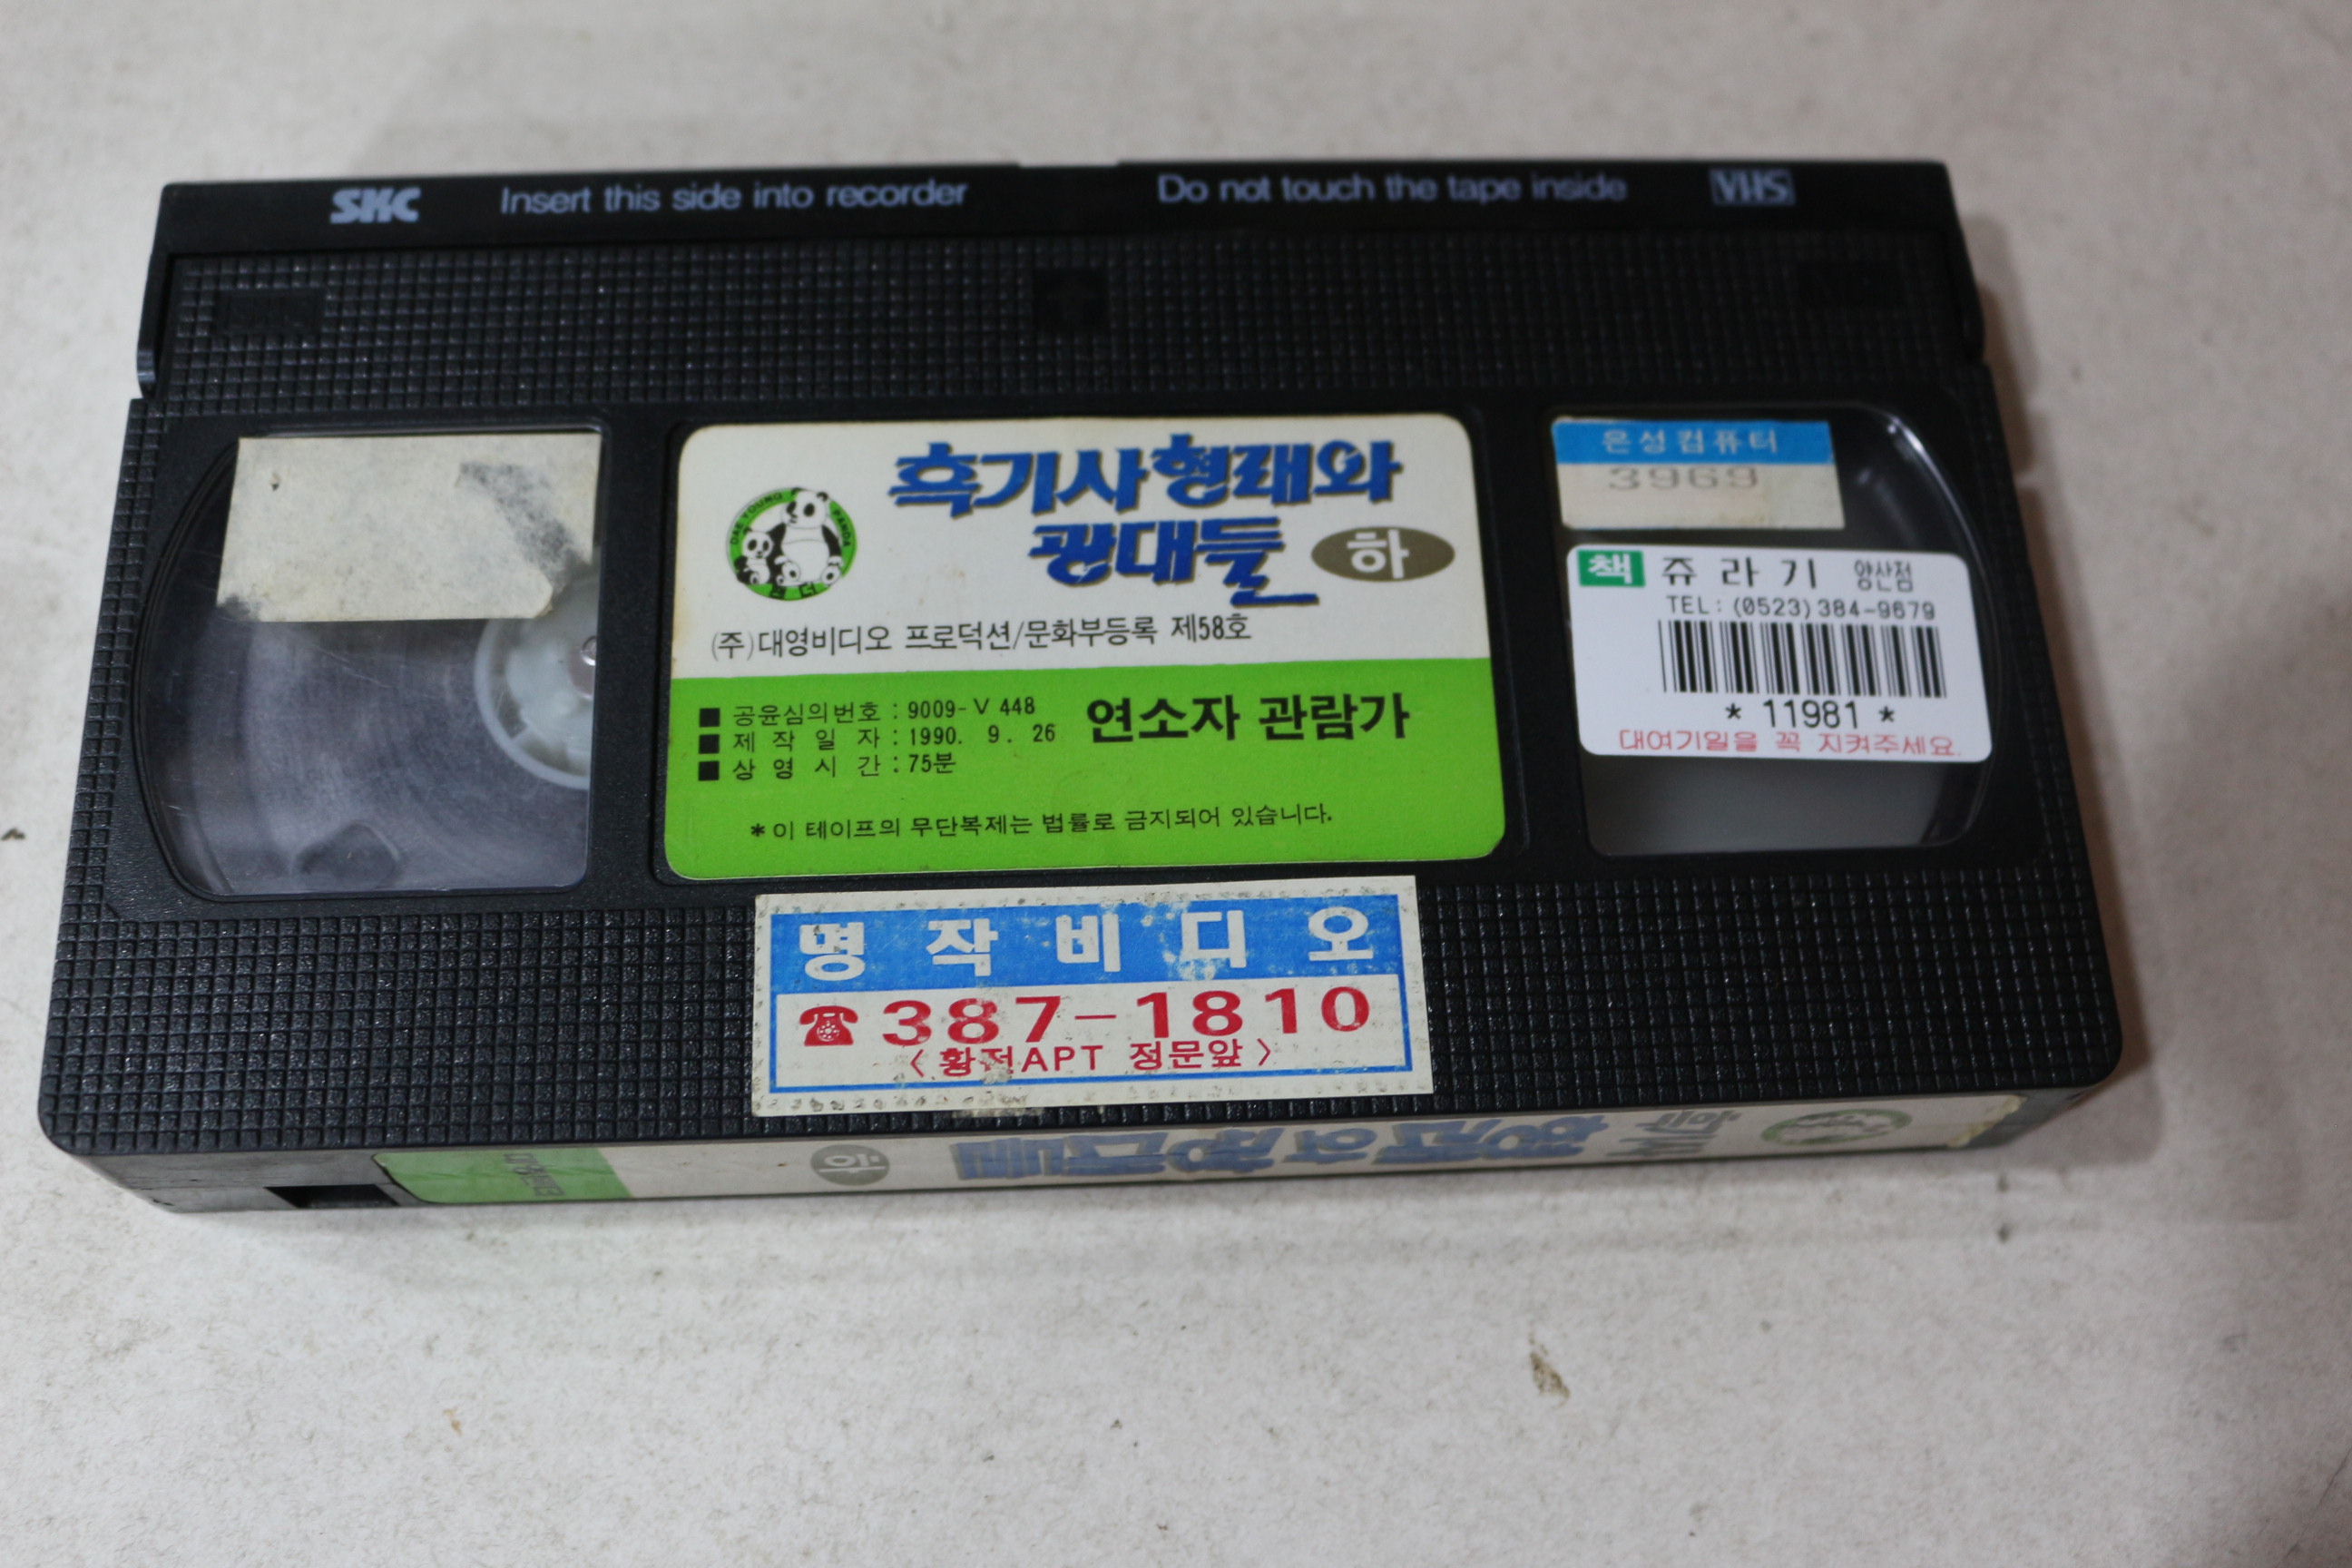 SKC Insert this side into recorder Do not touch the tape inside VHS
흑기사 형래와
광대들 하
DAE YOUNG PANDA
팬더
(주)대영비디오 프로덕션/문화부등록 제58호
■ 공윤심의번호 : 9009-V 448
■ 제작일자 : 1990. 9. 26
■ 상영시간 : 75분
연소자 관람가
*이 테이프의 무단복제는 법률로 금지되어 있습니다.
은성컴퓨터
3969
책 쥬라기 양산점
TEL:(0523)384-9679
* 11981 *
대여기일을 꼭 지켜주세요.
명작비디오
☎387-1810
<황전APT 정문앞>